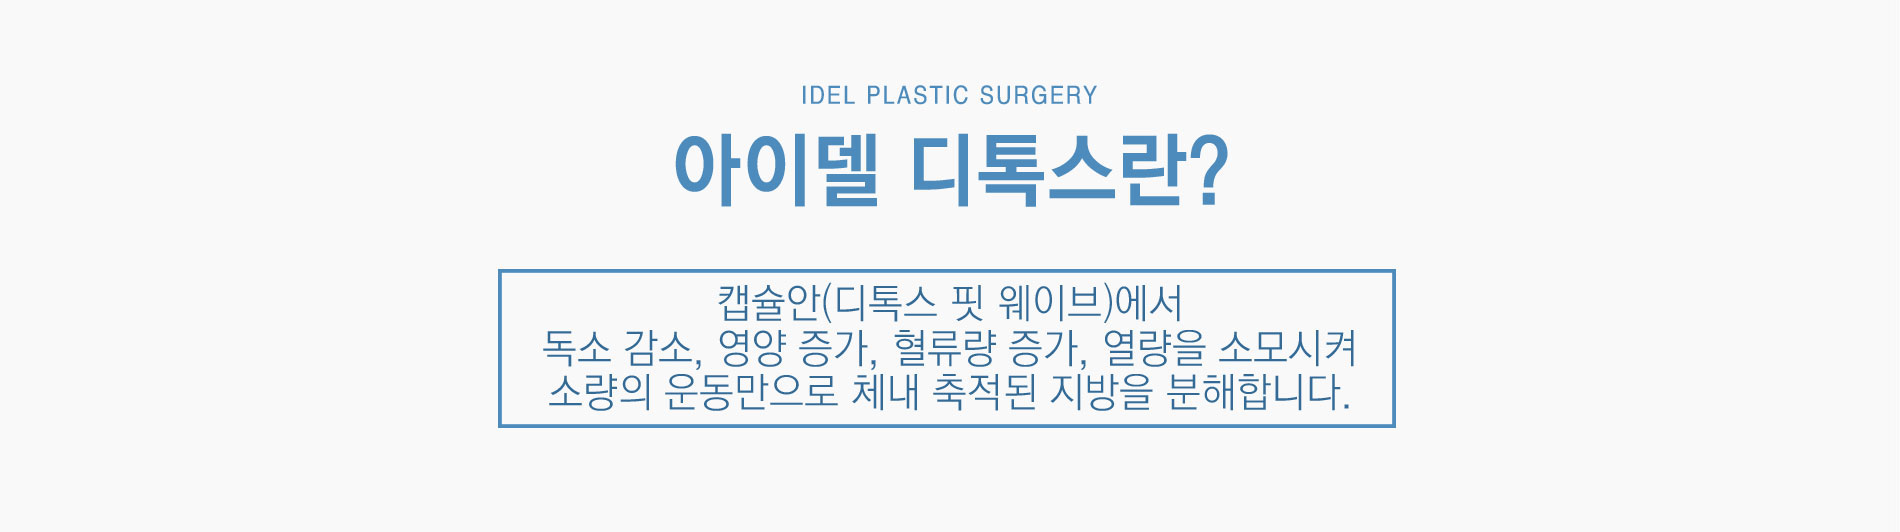 IDEL PLASTIC SURGERY
아이델 디톡스란?
캡슐안(디톡스 핏 웨이브)에서
독소 감소, 영양 증가, 혈류량 증가, 열량을 소모시켜
소량의 운동만으로 체내 축적된 지방을 분해합니다.